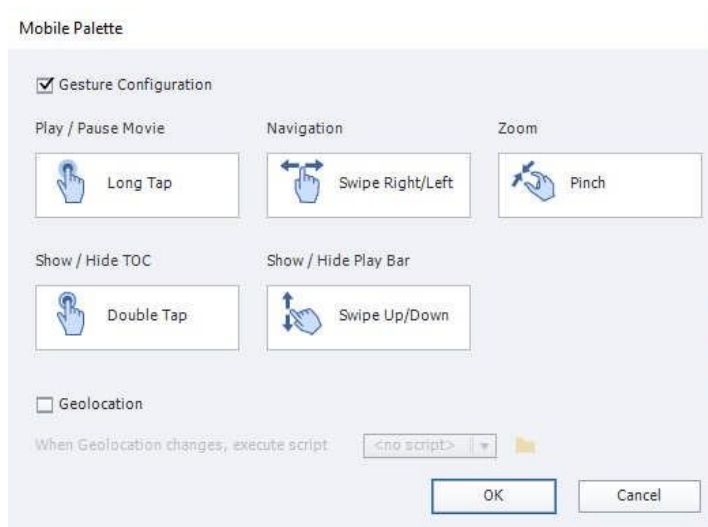 Mobile Palette
Gesture Configuration
Play / Pause Movie
Navigation
Zoom
Long Tap
Swipe Right/Left
Pinch
Show / Hide TOC
Show / Hide Play Bar
Double Tap
Swipe Up/Down
Geolocation
When Geolocation changes, execute script
<no script>
OK
Cancel